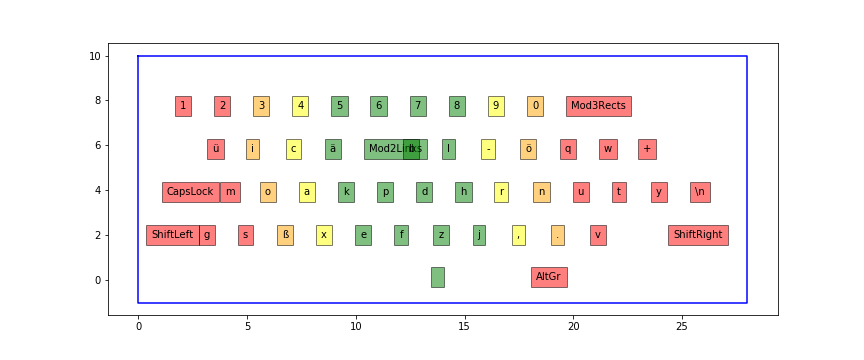 10
8 1 2 3 4 5 6 7 8 9 0 Mod3Rects
6 ü i c ä Mod2Links l - ö q w +
4 CapsLock m o a k p d h r n u t y \n
2 ShiftLeft g s ß x e f z j , . v ShiftRight
0 AltGr
0 5 10 15 20 25